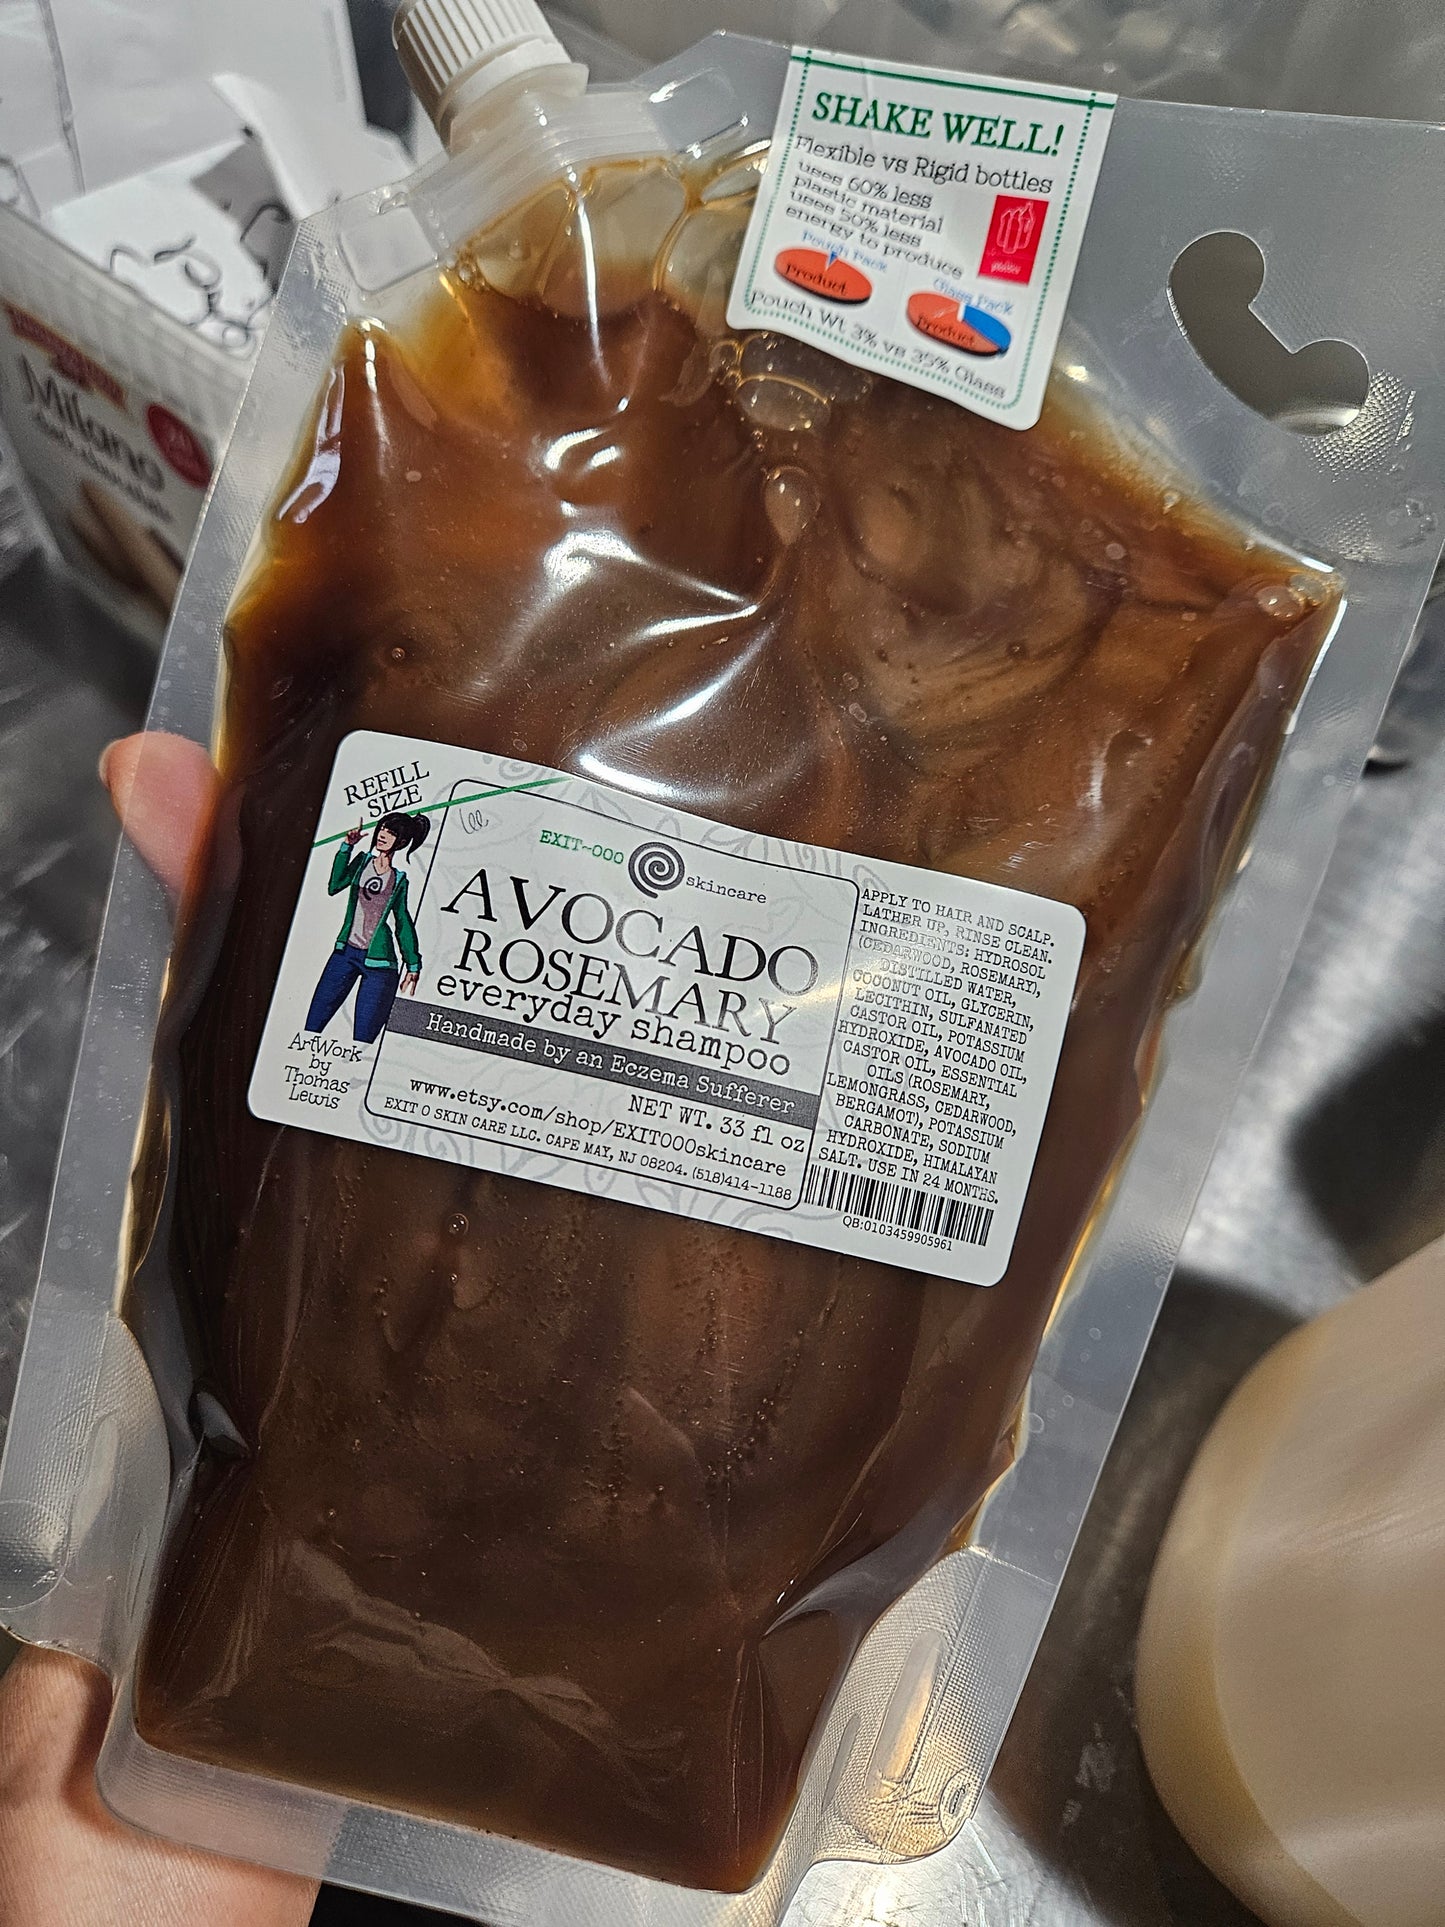 SHAKE WELL!
Flexible vs Rigid bottles
uses 60% less
plastic material
uses 50% less
energy to produce
Pouch Pack
Product
Glass Pack
Product
Pouch Wt 3% vs 35% Glass
Milano
REFILL
SIZE
ArtWork
by
Thomas
Lewis
EXIT~000 skincare
AVOCADO
ROSEMARY
everyday shampoo
Handmade by an Eczema Sufferer
NET WT. 33 fl oz
www.etsy.com/shop/EXIT000skincare
EXIT 0 SKIN CARE LLC. CAPE MAY, NJ 08204. (518)414-1188
APPLY TO HAIR AND SCALP.
LATHER UP, RINSE CLEAN.
INGREDIENTS: HYDROSOL
(CEDARWOOD, ROSEMARY),
DISTILLED WATER,
COCONUT OIL, GLYCERIN,
LECITHIN, SULFANATED
CASTOR OIL, POTASSIUM
HYDROXIDE, AVOCADO OIL,
CASTOR OIL, ESSENTIAL
OILS (ROSEMARY,
LEMONGRASS, CEDARWOOD,
BERGAMOT), POTASSIUM
CARBONATE, SODIUM
HYDROXIDE, HIMALAYAN
SALT. USE IN 24 MONTHS.
QB:0103459905961